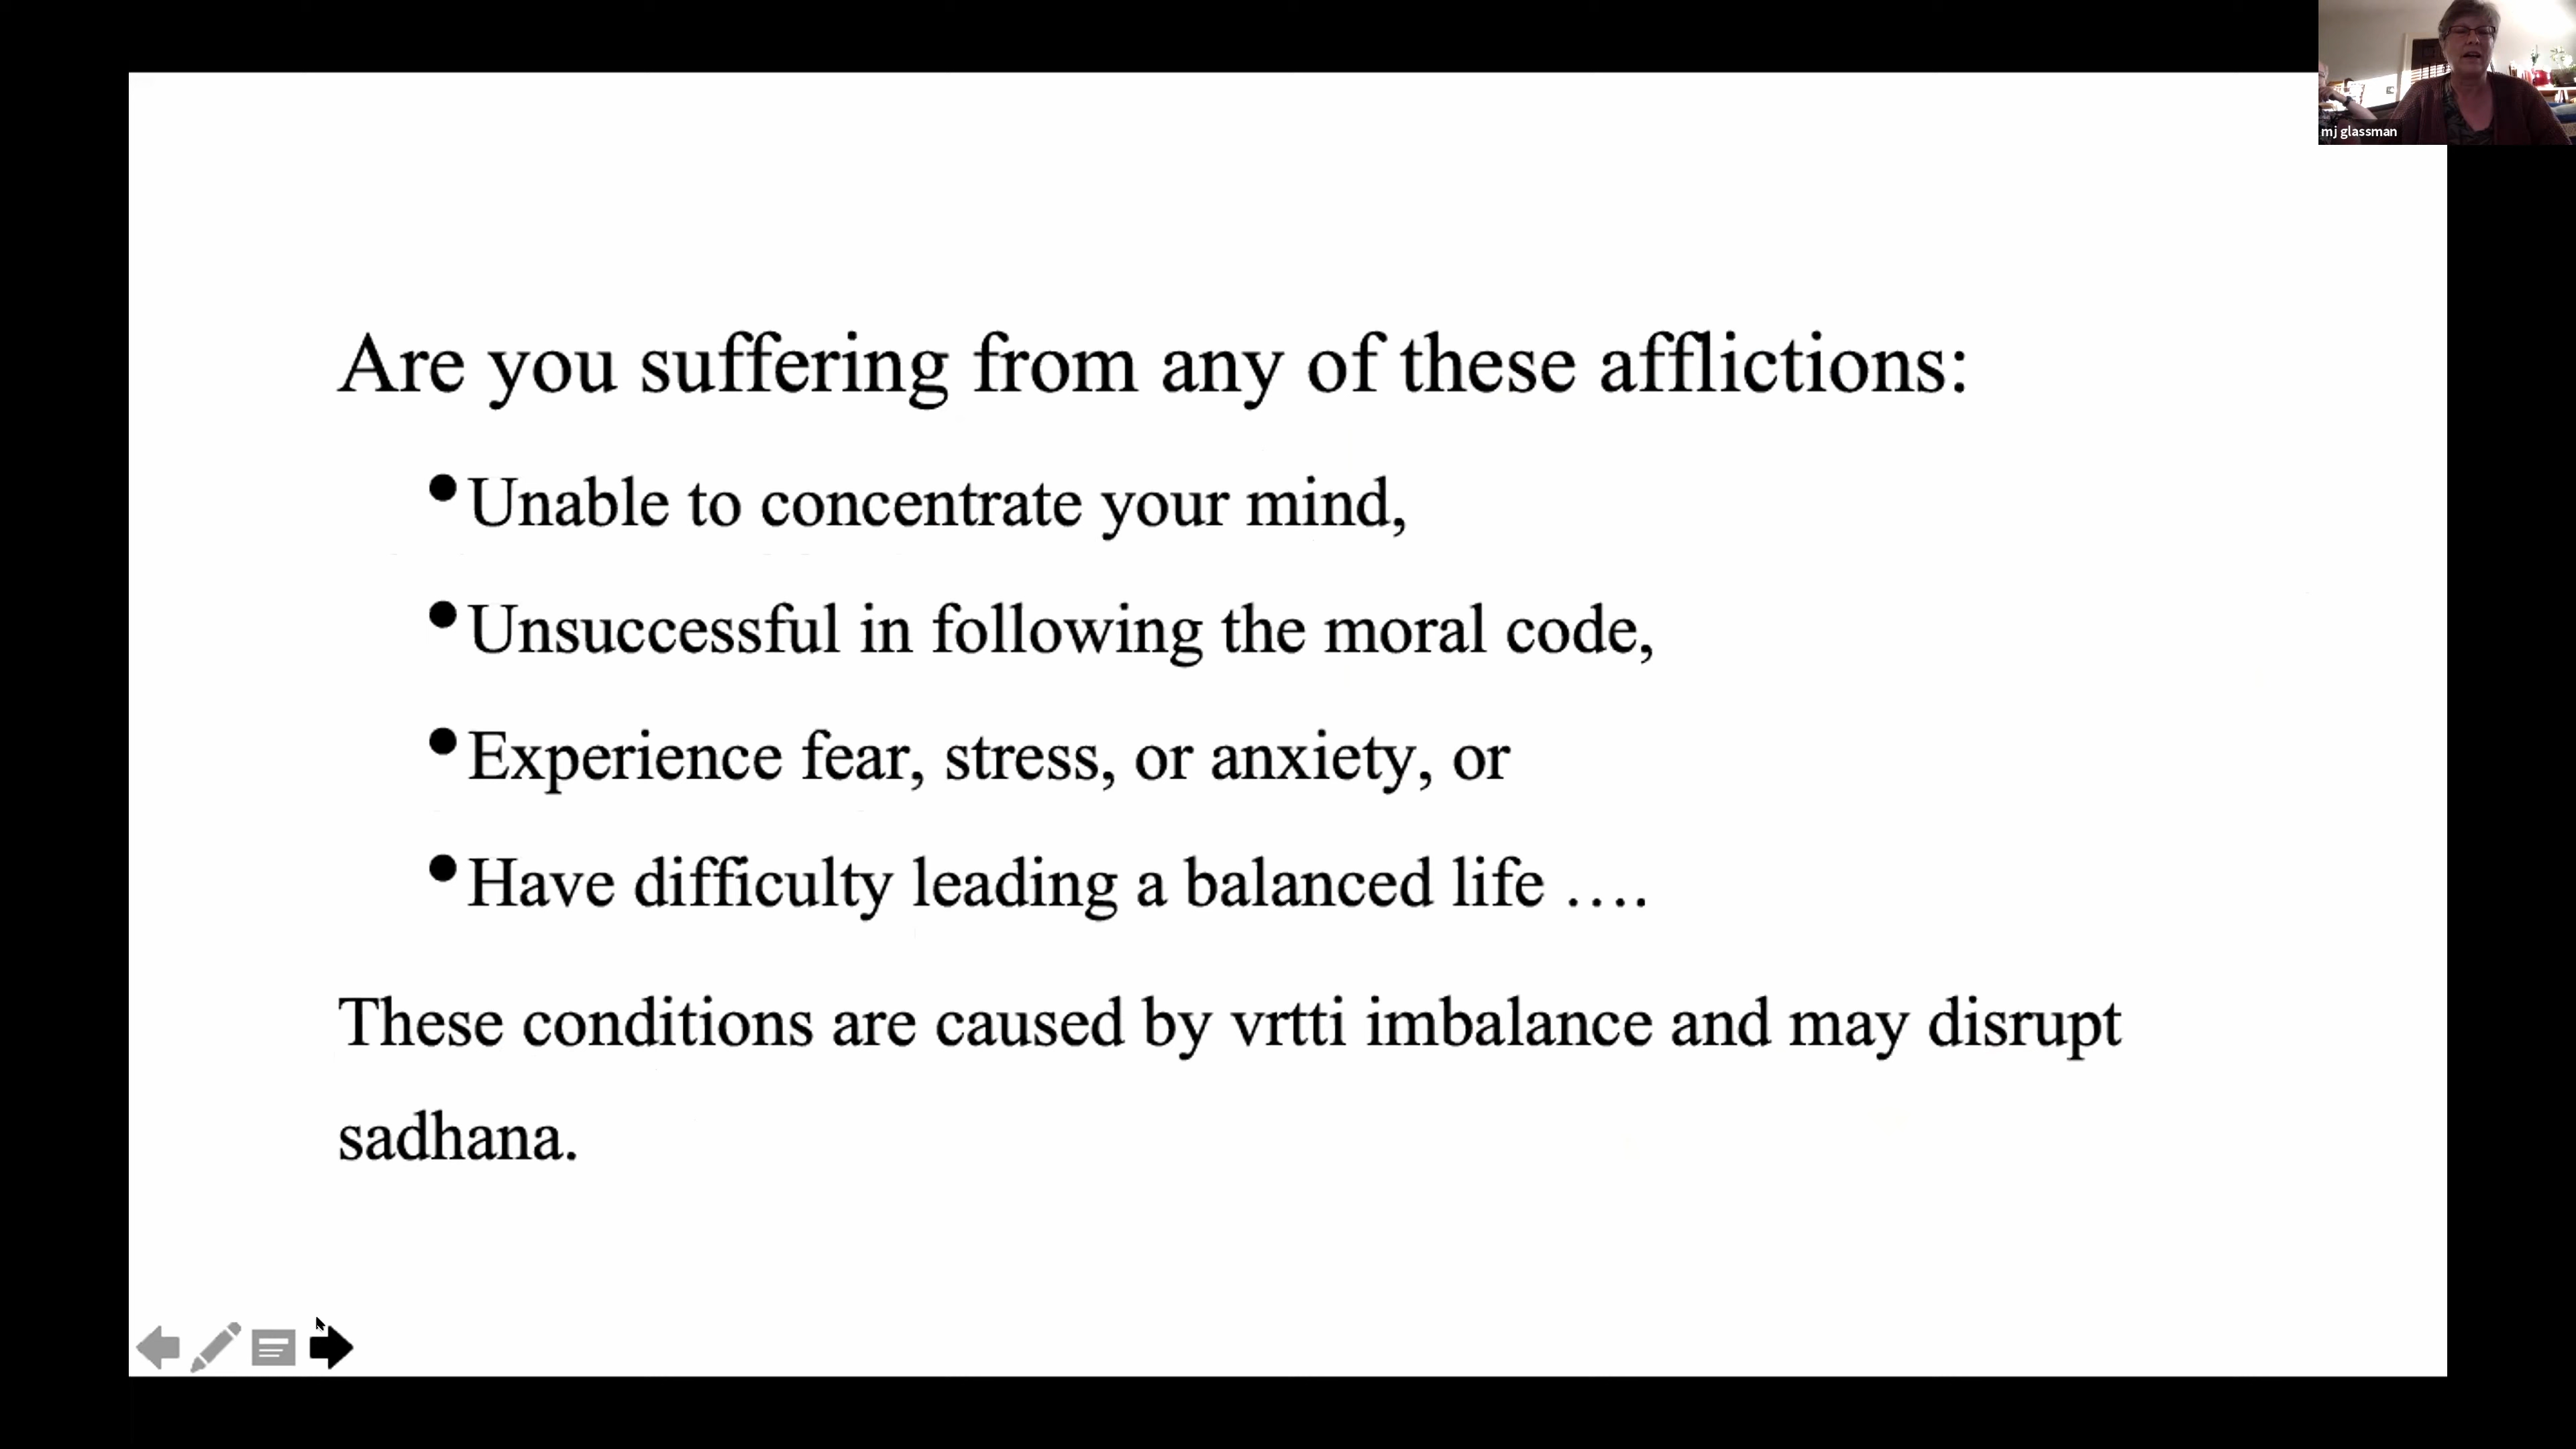 mj glassman
Are you suffering from any of these afflictions:
•Unable to concentrate your mind,
•Unsuccessful in following the moral code,
•Experience fear, stress, or anxiety, or
•Have difficulty leading a balanced life ….
These conditions are caused by vrtti imbalance and may disrupt
sadhana.